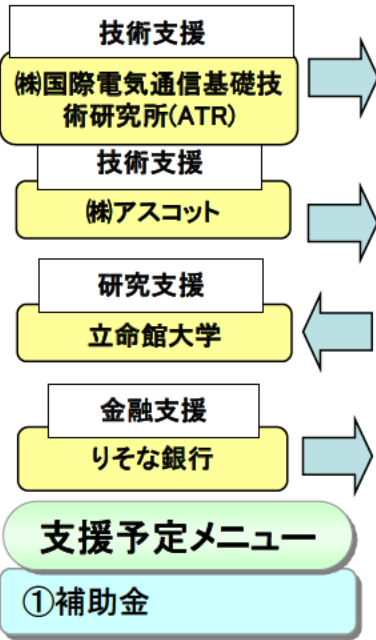 技術支援
㈱国際電気通信基礎技
術研究所(ATR)
技術支援
㈱アスコット
研究支援
立命館大学
金融支援
りそな銀行
支援予定メニュー
①補助金